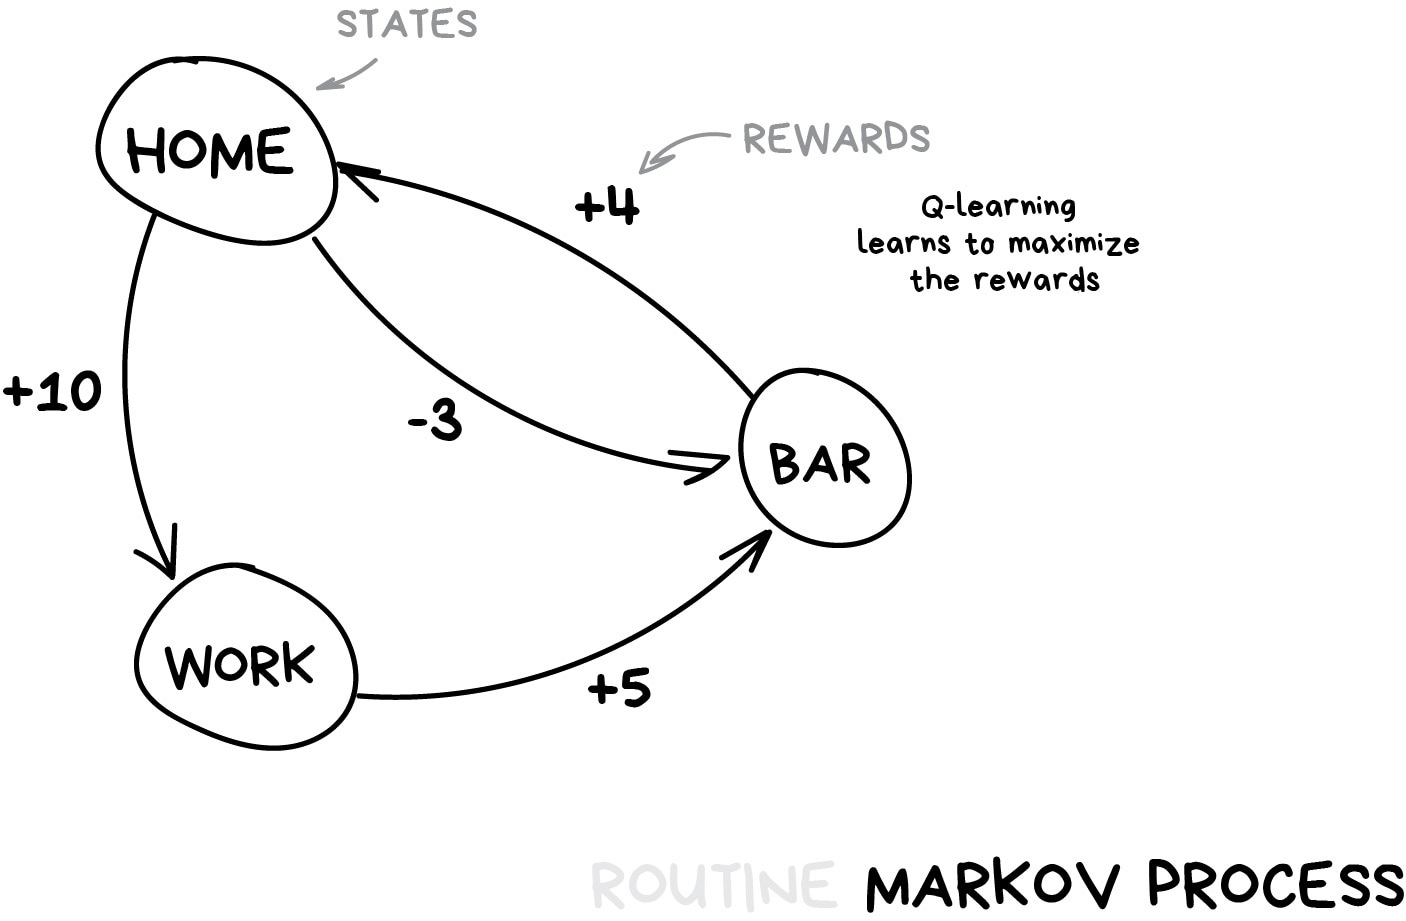 STATES
HOME
REWARDS
+4
Q-learning
learns to maximize
the rewards
+10
-3
BAR
WORK
+5
ROUTINE MARKOV PROCESS